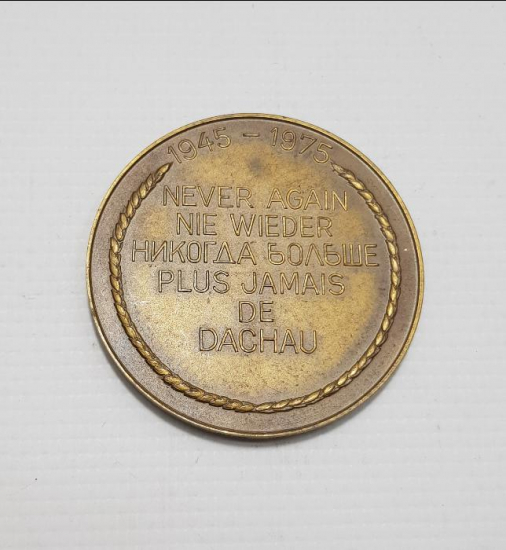 1945 - 1975
NEVER AGAIN
NIE WIEDER
НИКОГДА БОЛЬШЕ
PLUS JAMAIS
DE
DACHAU